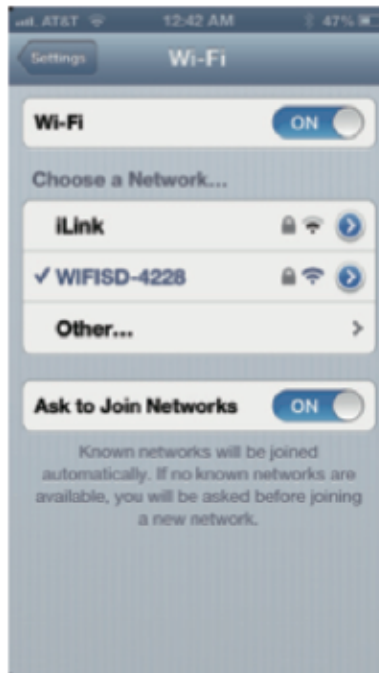 AT&T 12:42 AM 47%
Settings Wi-Fi
Wi-Fi ON
Choose a Network...
iLink
✓ WIFISD-4228
Other...
Ask to Join Networks ON
Known networks will be joined
automatically. If no known networks are
available, you will be asked before joining
a new network.